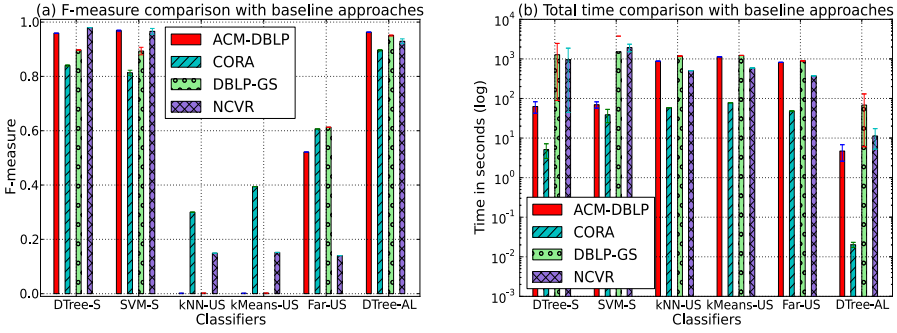 (a) F-measure comparison with baseline approaches
1.0
0.8
0.6
0.4
0.2
0.0
F-measure
ACM-DBLP
CORA
DBLP-GS
NCVR
DTree-S SVM-S kNN-US kMeans-US Far-US DTree-AL
Classifiers
(b) Total time comparison with baseline approaches
10^4
10^3
10^2
10^1
10^0
10^-1
10^-2
10^-3
Time in seconds (log)
ACM-DBLP
CORA
DBLP-GS
NCVR
DTree-S SVM-S kNN-US kMeans-US Far-US DTree-AL
Classifiers